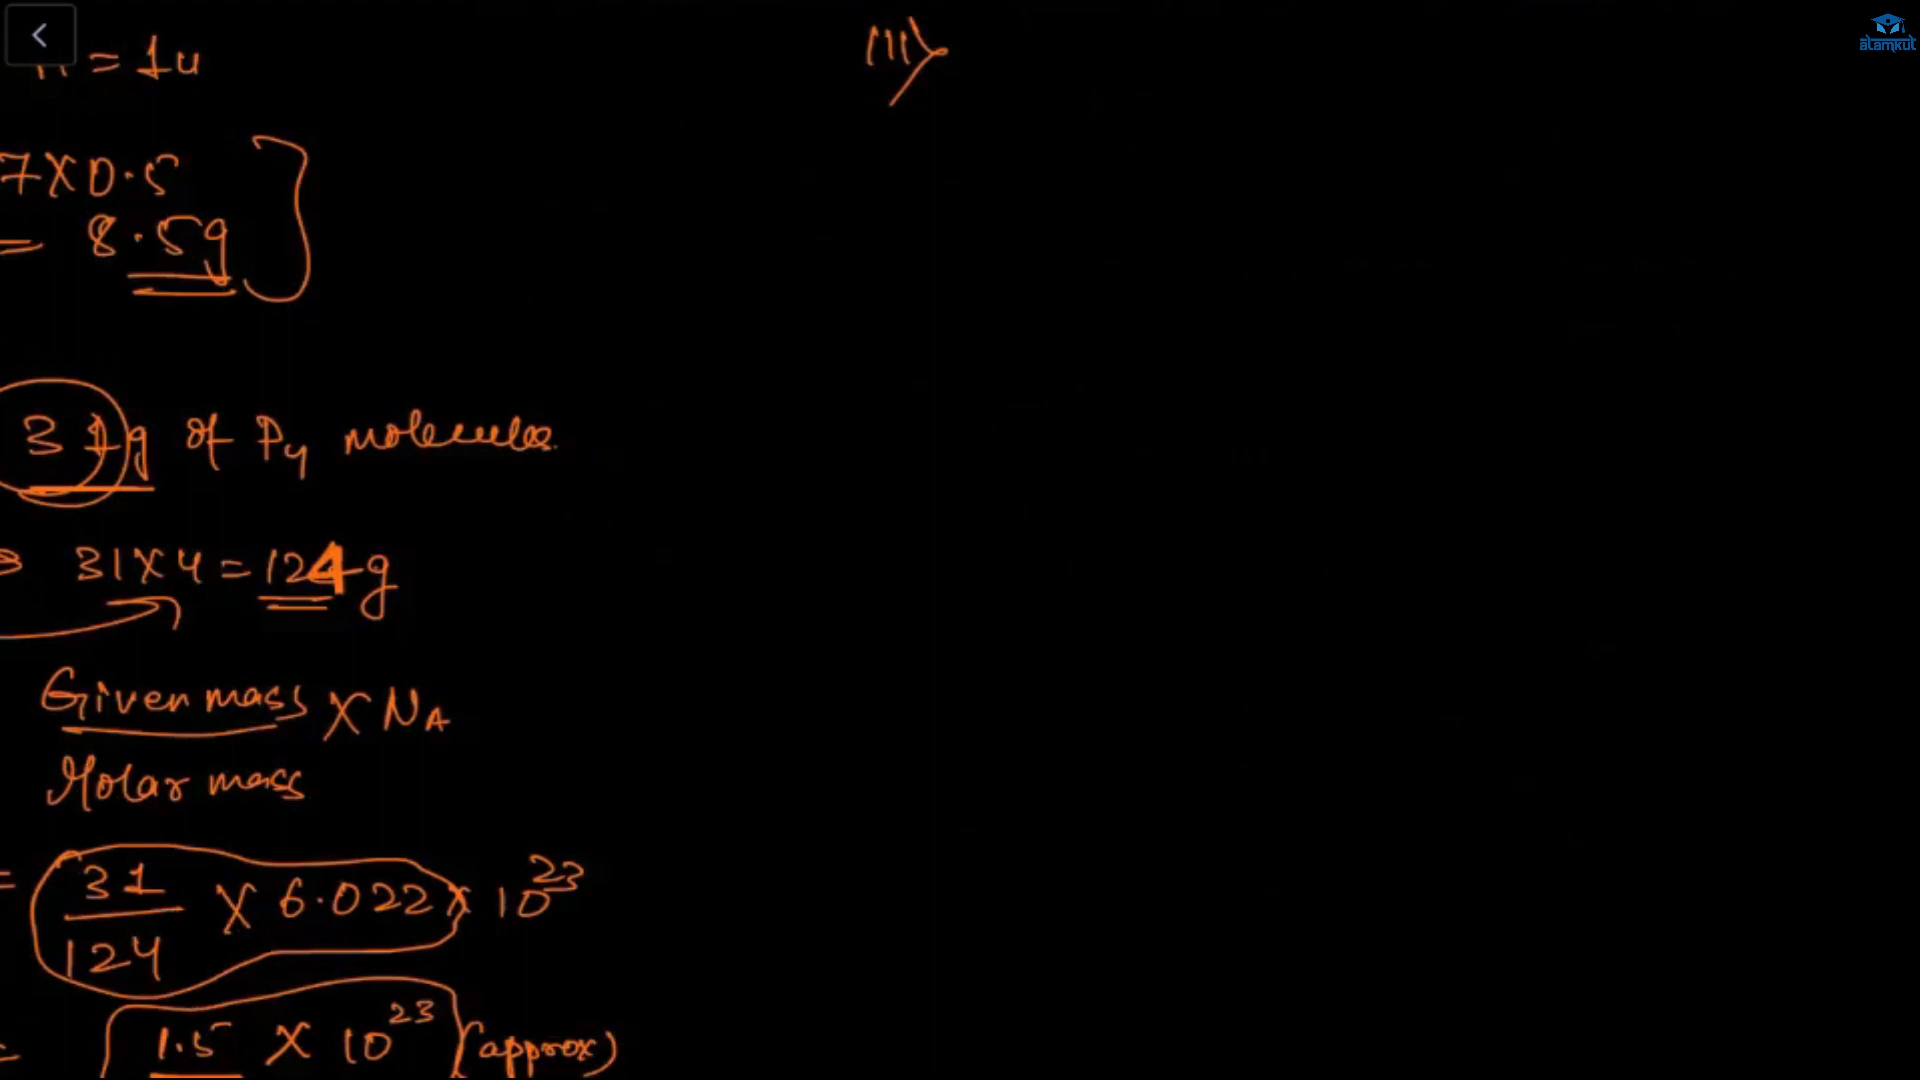 = 1u
7 X 0.5
= 8.5g
31g of P4 molecules.
31 X 4 = 124g
Given mass X NA
Molar mass
= 31 X 6.022 x 10^23
124
= 1.5 X 10^23 (approx)
III)
alamkut